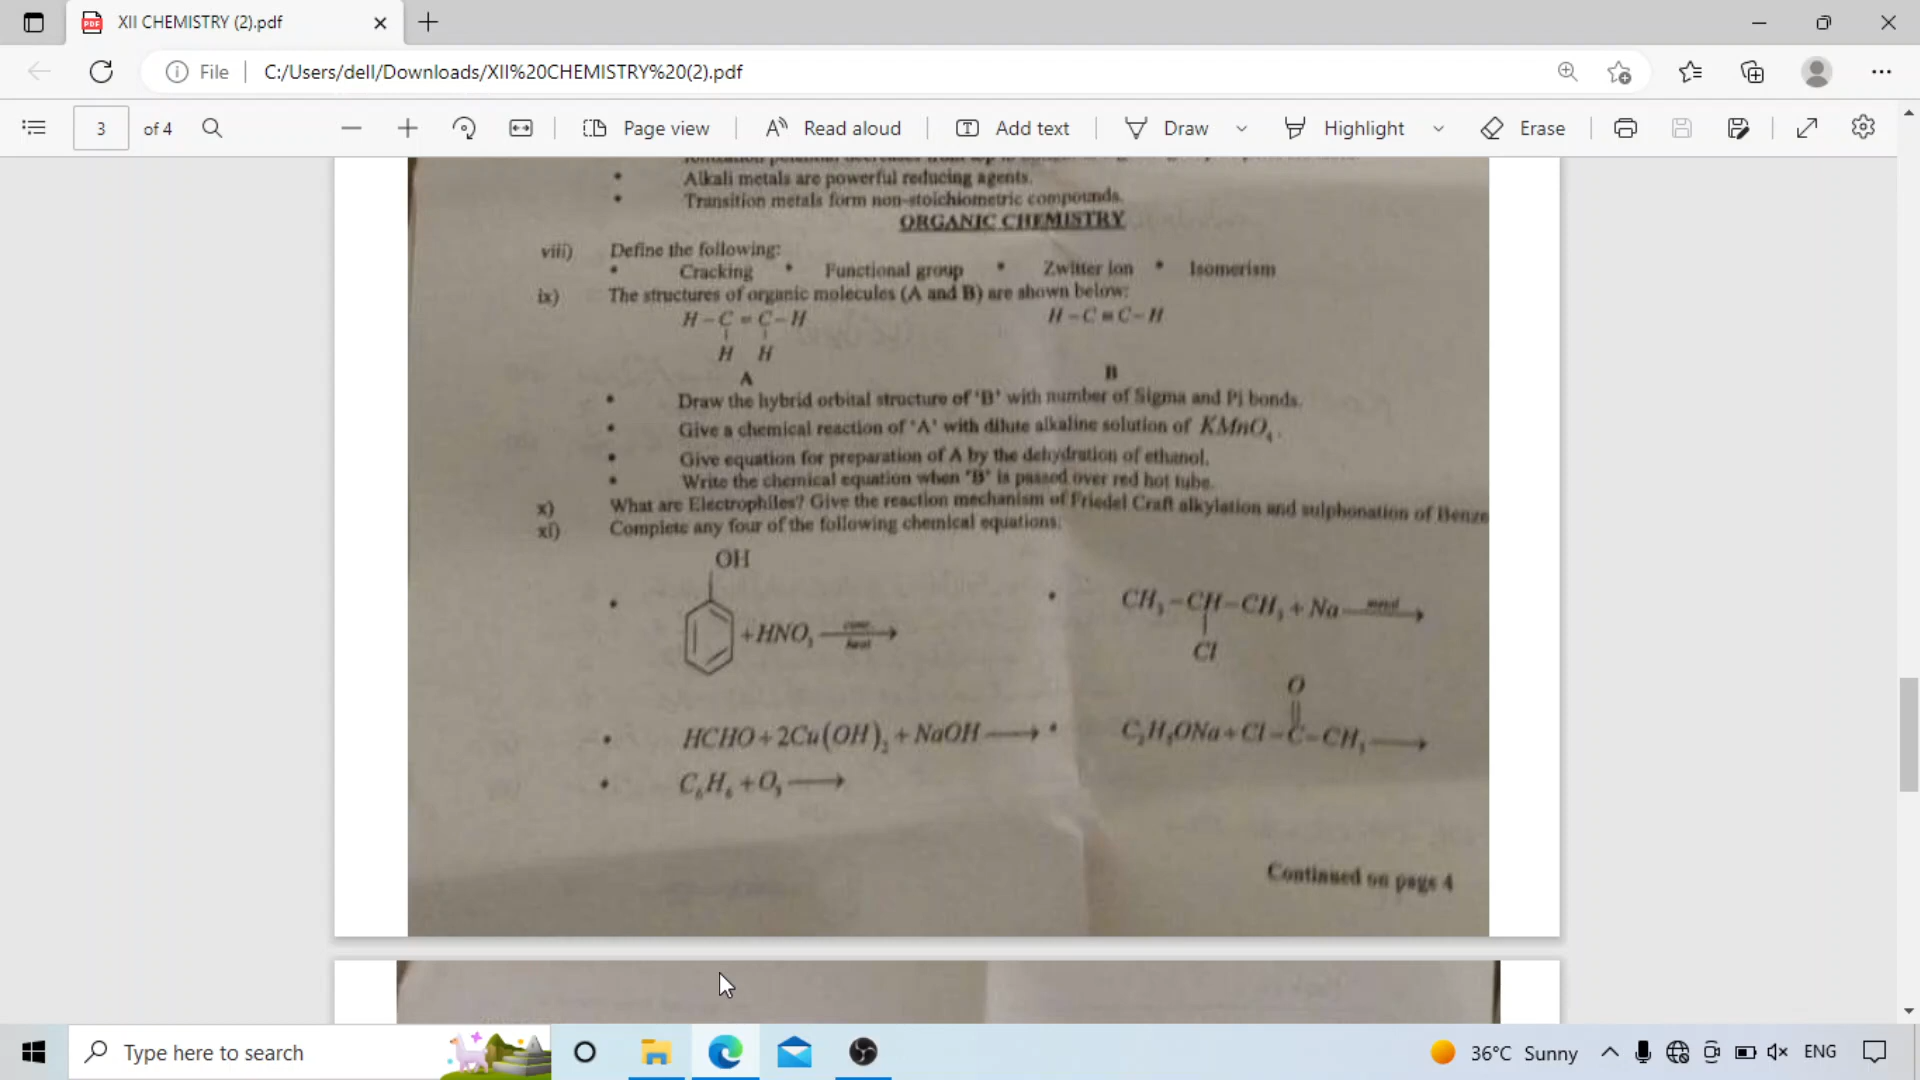 XII CHEMISTRY (2).pdf
File C:/Users/dell/Downloads/XII%20CHEMISTRY%20(2).pdf
3 of 4 Page view Read aloud Add text Draw Highlight Erase
• Alkali metals are powerful reducing agents.
• Transition metals form non-stoichiometric compounds.
ORGANIC CHEMISTRY
viii) Define the following:
• Cracking • Functional group • Zwitter ion • Isomerism
ix) The structures of organic molecules (A and B) are shown below:
H – C = C – H H – C ≡ C – H
H H
A B
• Draw the hybrid orbital structure of 'B' with number of Sigma and Pi bonds.
• Give a chemical reaction of 'A' with dilute alkaline solution of KMnO₄.
• Give equation for preparation of A by the dehydration of ethanol.
• Write the chemical equation when 'B' is passed over red hot tube.
x) What are Electrophiles? Give the reaction mechanism of Friedel Craft alkylation and sulphonation of Benze
xi) Complete any four of the following chemical equations:
OH
• +HNO₃ conc. heat → • CH₃ – CH – CH₃ + Na metal →
Cl
O
• HCHO + 2Cu(OH)₂ + NaOH → • C₂H₅ONa + Cl – C – CH₃ →
• C₆H₆ + O₃ →
Continued on page 4
Type here to search 36°C Sunny ENG